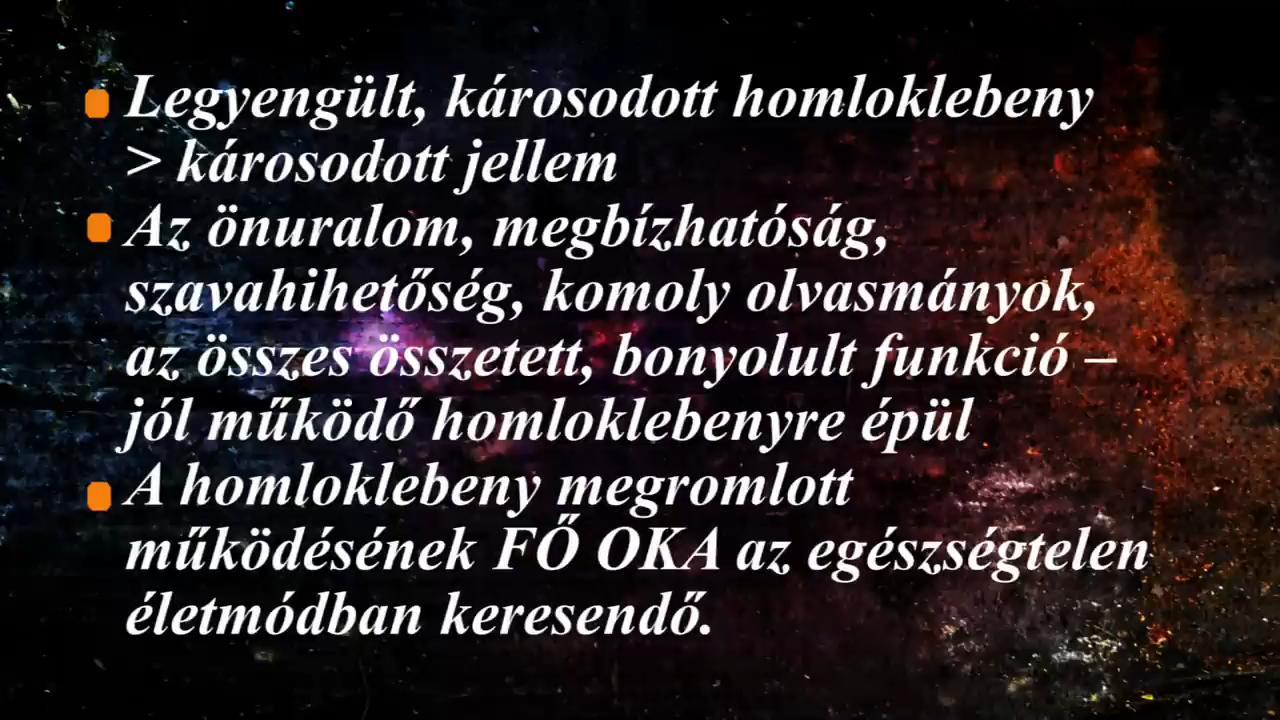 Legyengült, károsodott homloklebeny
> károsodott jellem
Az önuralom, megbízhatóság,
szavahihetőség, komoly olvasmányok,
az összes összetett, bonyolult funkció –
jól működő homloklebenyre épül
A homloklebeny megromlott
működésének FŐ OKA az egészségtelen
életmódban keresendő.